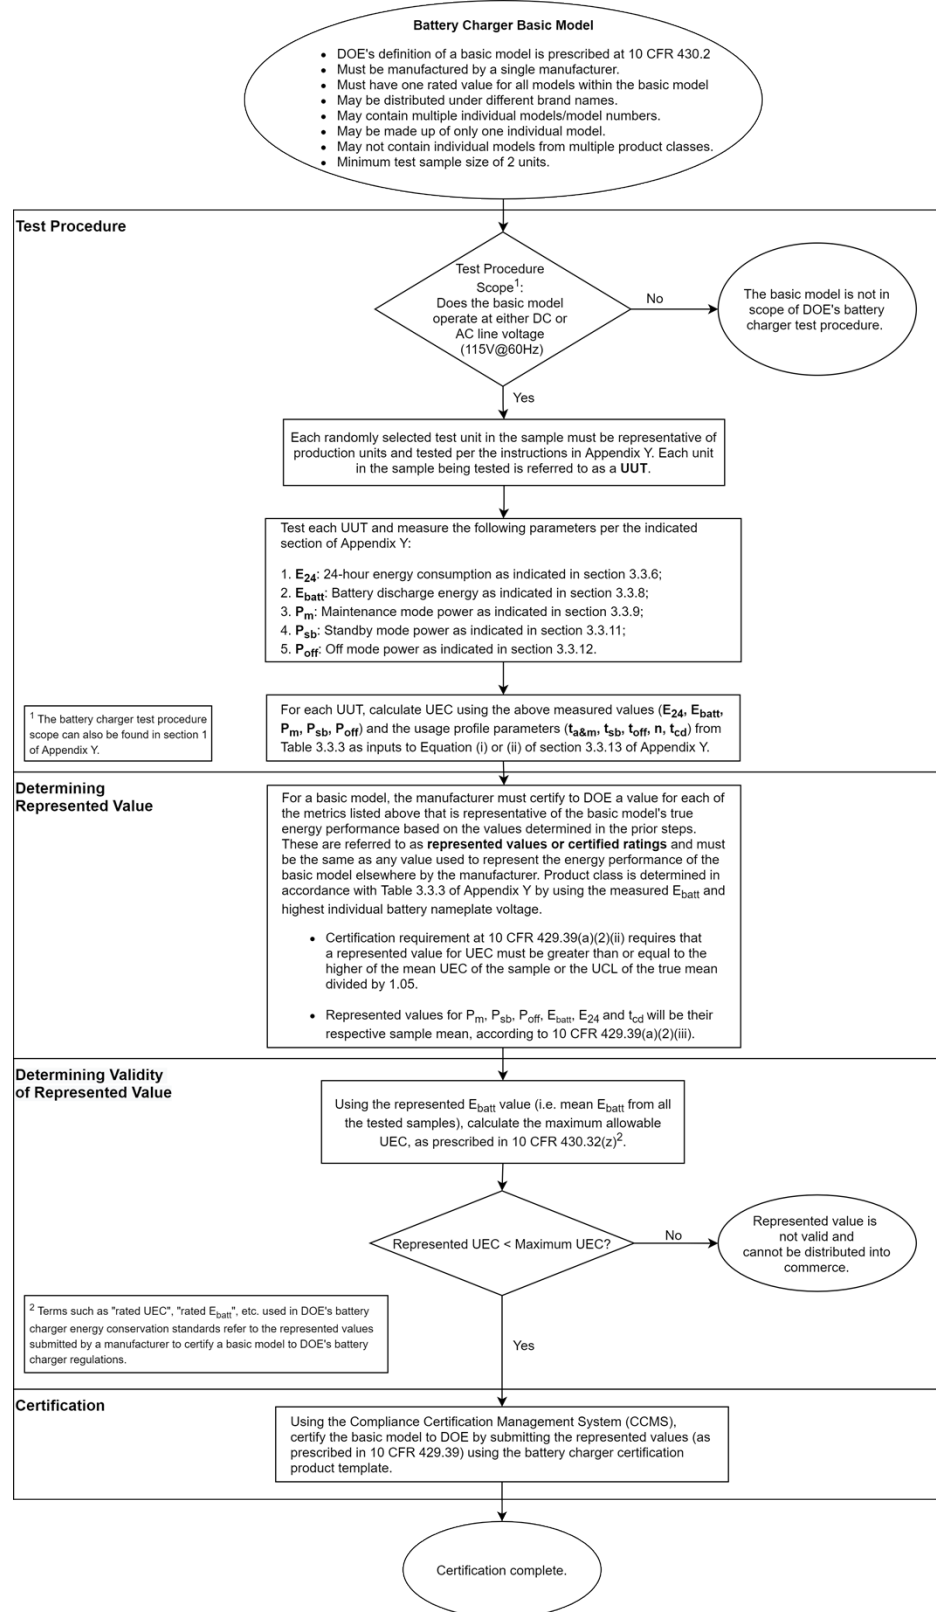 Battery Charger Basic Model
• DOE's definition of a basic model is prescribed at 10 CFR 430.2
• Must be manufactured by a single manufacturer.
• Must have one rated value for all models within the basic model
• May be distributed under different brand names.
• May contain multiple individual models/model numbers.
• May be made up of only one individual model.
• May not contain individual models from multiple product classes.
• Minimum test sample size of 2 units.
Test Procedure
Test Procedure
Scope1:
Does the basic model
operate at either DC or
AC line voltage
(115V@60Hz)
No
The basic model is not in
scope of DOE's battery
charger test procedure.
Yes
Each randomly selected test unit in the sample must be representative of
production units and tested per the instructions in Appendix Y. Each unit
in the sample being tested is referred to as a UUT.
Test each UUT and measure the following parameters per the indicated
section of Appendix Y:
1. E24: 24-hour energy consumption as indicated in section 3.3.6;
2. Ebatt: Battery discharge energy as indicated in section 3.3.8;
3. Pm: Maintenance mode power as indicated in section 3.3.9;
4. Psb: Standby mode power as indicated in section 3.3.11;
5. Poff: Off mode power as indicated in section 3.3.12.
For each UUT, calculate UEC using the above measured values (E24, Ebatt,
Pm, Psb, Poff) and the usage profile parameters (ta&m, tsb, toff, n, tcd) from
Table 3.3.3 as inputs to Equation (i) or (ii) of section 3.3.13 of Appendix Y.
1 The battery charger test procedure
scope can also be found in section 1
of Appendix Y.
Determining
Represented Value
For a basic model, the manufacturer must certify to DOE a value for each of
the metrics listed above that is representative of the basic model's true
energy performance based on the values determined in the prior steps.
These are referred to as represented values or certified ratings and must
be the same as any value used to represent the energy performance of the
basic model elsewhere by the manufacturer. Product class is determined in
accordance with Table 3.3.3 of Appendix Y by using the measured Ebatt and
highest individual battery nameplate voltage.
• Certification requirement at 10 CFR 429.39(a)(2)(ii) requires that
a represented value for UEC must be greater than or equal to the
higher of the mean UEC of the sample or the UCL of the true mean
divided by 1.05.
• Represented values for Pm, Psb, Poff, Ebatt, E24 and tcd will be their
respective sample mean, according to 10 CFR 429.39(a)(2)(iii).
Determining Validity
of Represented Value
Using the represented Ebatt value (i.e. mean Ebatt from all
the tested samples), calculate the maximum allowable
UEC, as prescribed in 10 CFR 430.32(z)2.
Represented UEC < Maximum UEC?
No
Represented value is
not valid and
cannot be distributed into
commerce.
2 Terms such as "rated UEC", "rated Ebatt", etc. used in DOE's battery
charger energy conservation standards refer to the represented values
submitted by a manufacturer to certify a basic model to DOE's battery
charger regulations.
Yes
Certification
Using the Compliance Certification Management System (CCMS),
certify the basic model to DOE by submitting the represented values (as
prescribed in 10 CFR 429.39) using the battery charger certification
product template.
Certification complete.